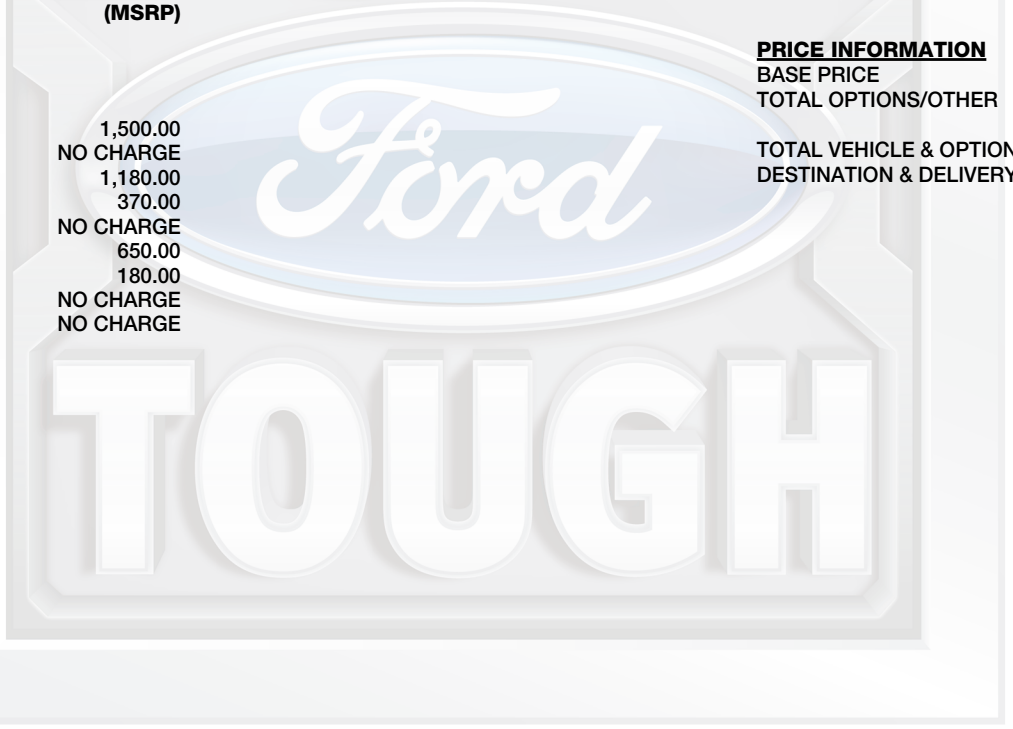 (MSRP)
1,500.00
NO CHARGE
1,180.00
370.00
NO CHARGE
650.00
180.00
NO CHARGE
NO CHARGE
PRICE INFORMATION
BASE PRICE
TOTAL OPTIONS/OTHER
TOTAL VEHICLE & OPTION
DESTINATION & DELIVERY
Ford
TOUGH